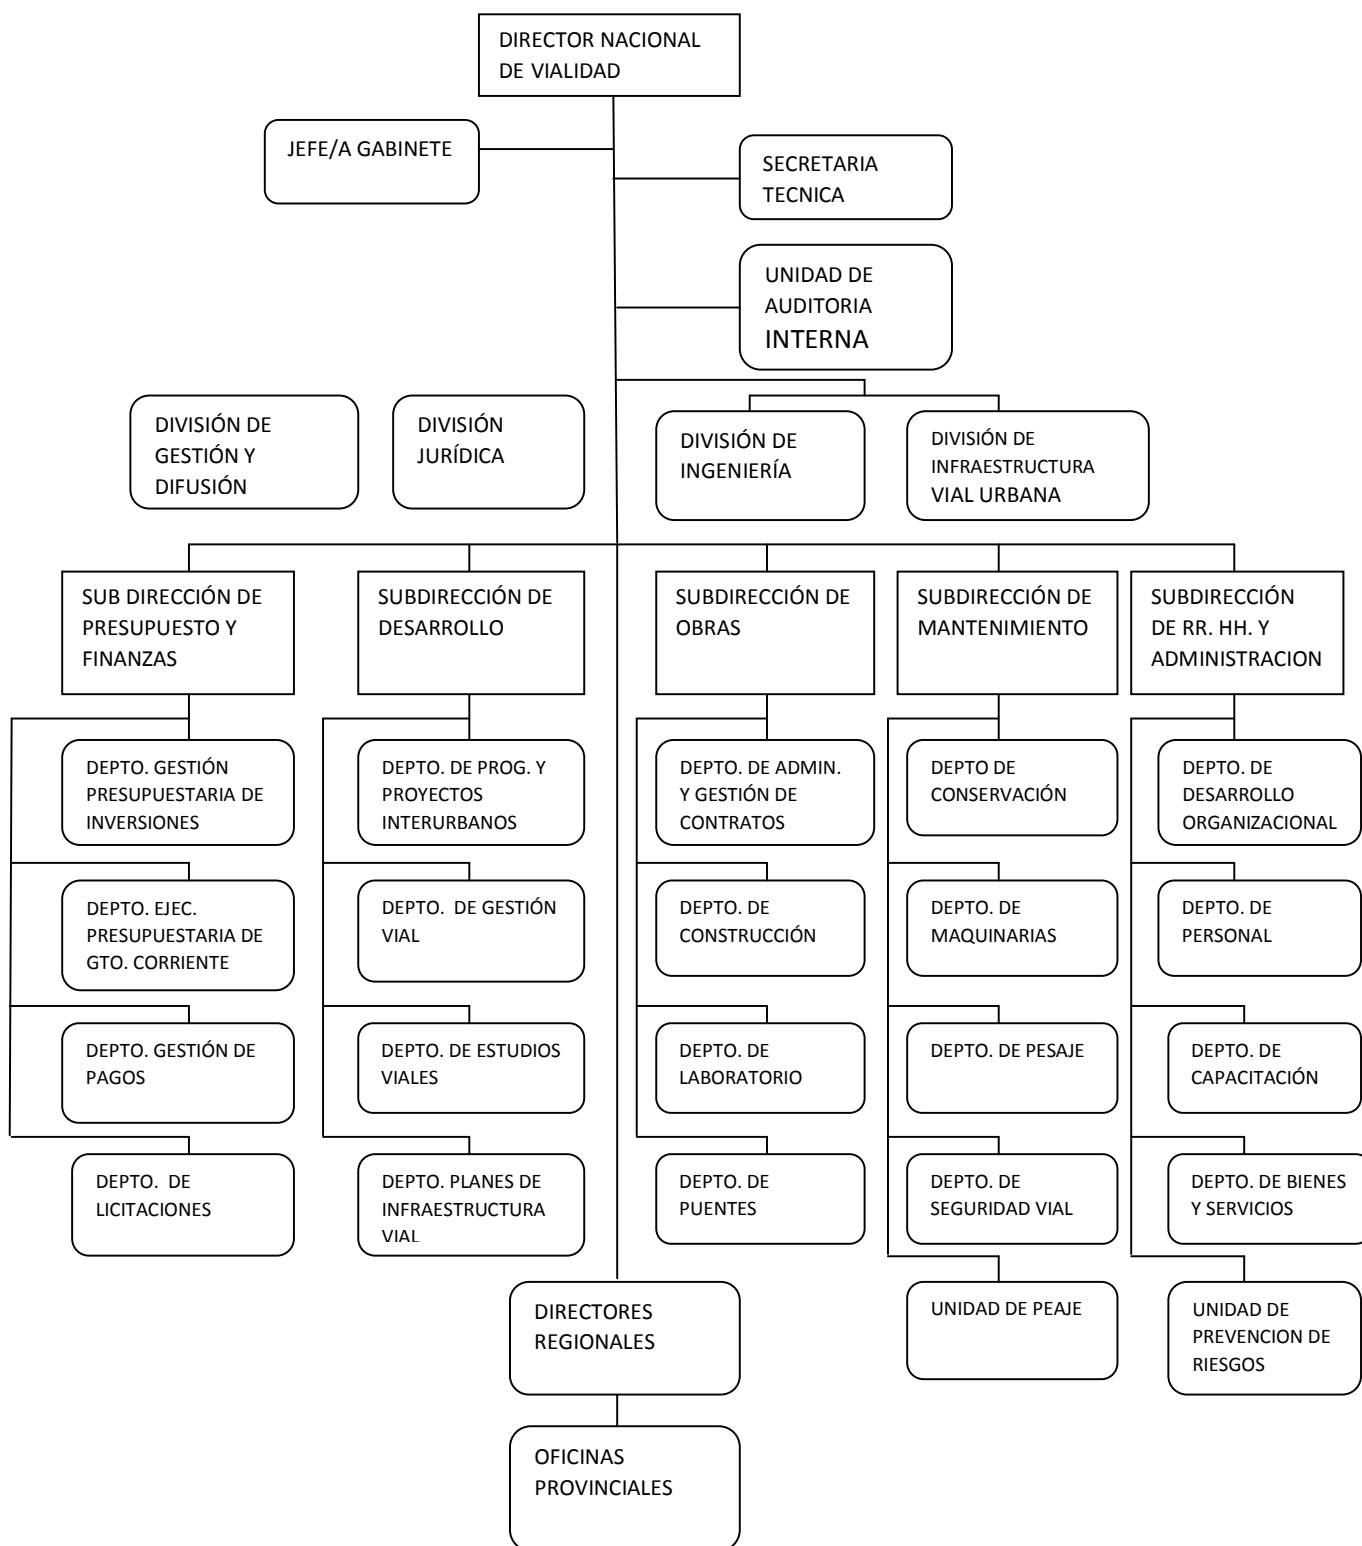 DIRECTOR NACIONAL
DE VIALIDAD
JEFE/A GABINETE
SECRETARIA
TECNICA
UNIDAD DE
AUDITORIA
INTERNA
DIVISIÓN DE
GESTIÓN Y
DIFUSIÓN
DIVISIÓN
JURÍDICA
DIVISIÓN DE
INGENIERÍA
DIVISIÓN DE
INFRAESTRUCTURA
VIAL URBANA
SUB DIRECCIÓN DE
PRESUPUESTO Y
FINANZAS
SUBDIRECCIÓN DE
DESARROLLO
SUBDIRECCIÓN DE
OBRAS
SUBDIRECCIÓN DE
MANTENIMIENTO
SUBDIRECCIÓN
DE RR. HH. Y
ADMINISTRACION
DEPTO. GESTIÓN
PRESUPUESTARIA DE
INVERSIONES
DEPTO. DE PROG. Y
PROYECTOS
INTERURBANOS
DEPTO. DE ADMIN.
Y GESTIÓN DE
CONTRATOS
DEPTO DE
CONSERVACIÓN
DEPTO. DE
DESARROLLO
ORGANIZACIONAL
DEPTO. EJEC.
PRESUPUESTARIA DE
GTO. CORRIENTE
DEPTO. DE GESTIÓN
VIAL
DEPTO. DE
CONSTRUCCIÓN
DEPTO. DE
MAQUINARIAS
DEPTO. DE
PERSONAL
DEPTO. GESTIÓN DE
PAGOS
DEPTO. DE ESTUDIOS
VIALES
DEPTO. DE
LABORATORIO
DEPTO. DE PESAJE
DEPTO. DE
CAPACITACIÓN
DEPTO. DE
LICITACIONES
DEPTO. PLANES DE
INFRAESTRUCTURA
VIAL
DEPTO. DE
PUENTES
DEPTO. DE
SEGURIDAD VIAL
DEPTO. DE BIENES
Y SERVICIOS
DIRECTORES
REGIONALES
UNIDAD DE PEAJE
UNIDAD DE
PREVENCION DE
RIESGOS
OFICINAS
PROVINCIALES